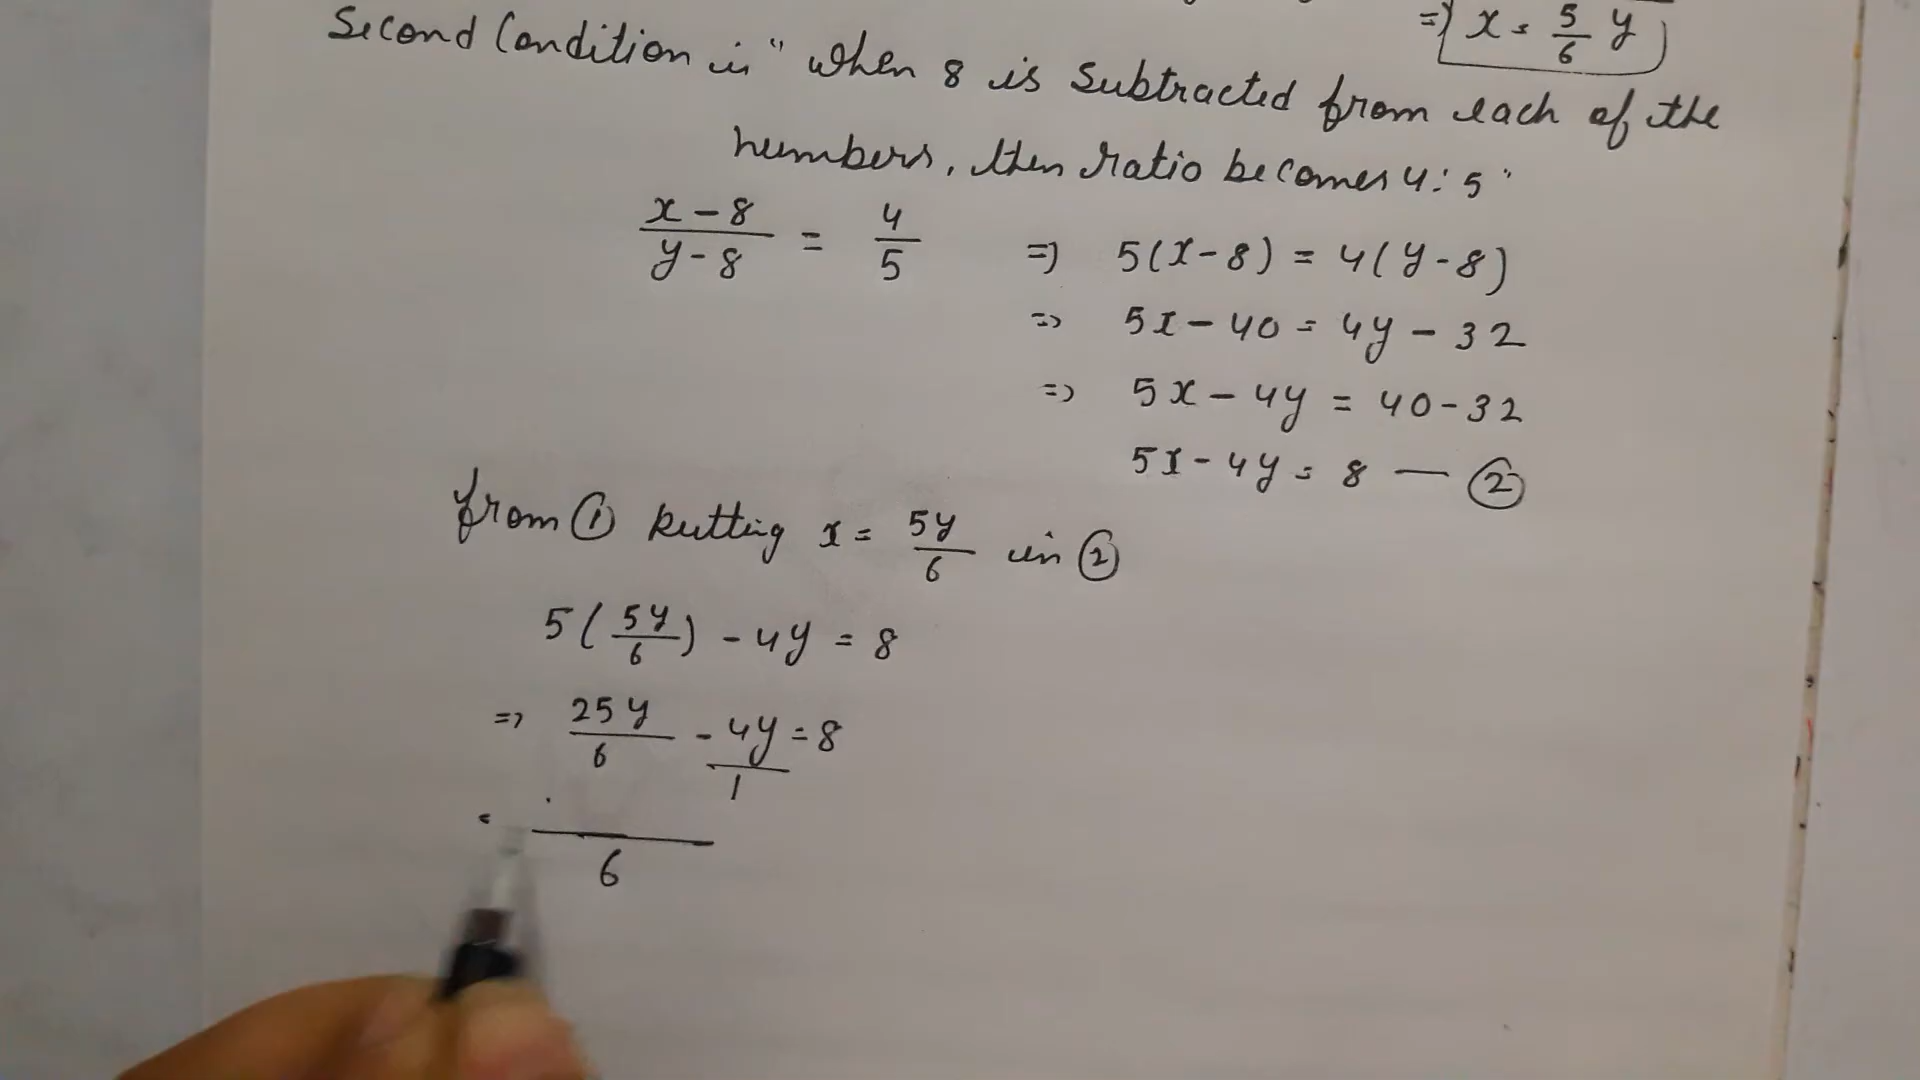 => x = 5/6 y
Second Condition is " when 8 is subtracted from each of the
numbers, then ratio becomes 4:5"
x-8/y-8 = 4/5 => 5(x-8) = 4(y-8)
=> 5x-40 = 4y-32
=> 5x-4y = 40-32
5x-4y = 8 — ②
from ① putting x = 5y/6 in ②
5(5y/6) - 4y = 8
=> 25y/6 - 4y/1 = 8
6